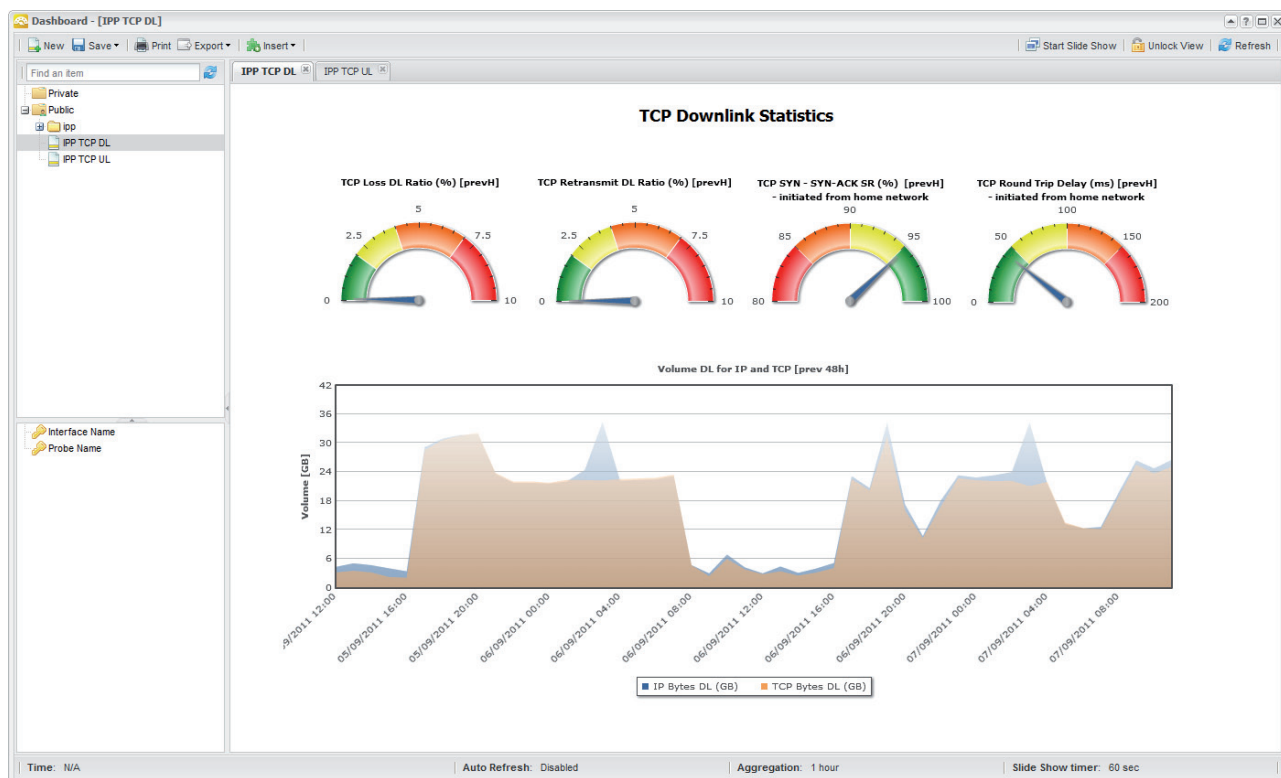 Dashboard - [IPP TCP DL]
New Save Print Export Insert Start Slide Show Unlock View Refresh
Find an item
Private
Public
ipp
IPP TCP DL
IPP TCP UL
Interface Name
Probe Name
IPP TCP DL IPP TCP UL
TCP Downlink Statistics
TCP Loss DL Ratio (%) [prevH]
0 2.5 5 7.5 10
TCP Retransmit DL Ratio (%) [prevH]
0 2.5 5 7.5 10
TCP SYN - SYN-ACK SR (%) [prevH]
- initiated from home network
80 85 90 95 100
TCP Round Trip Delay (ms) [prevH]
- initiated from home network
0 50 100 150 200
Volume DL for IP and TCP [prev 48h]
Volume [GB]
42
36
30
24
18
12
6
0
/09/2011 12:00
05/09/2011 16:00
05/09/2011 20:00
06/09/2011 00:00
06/09/2011 04:00
06/09/2011 08:00
06/09/2011 12:00
06/09/2011 16:00
06/09/2011 20:00
07/09/2011 00:00
07/09/2011 04:00
07/09/2011 08:00
IP Bytes DL (GB) TCP Bytes DL (GB)
Time: N/A Auto Refresh: Disabled Aggregation: 1 hour Slide Show timer: 60 sec